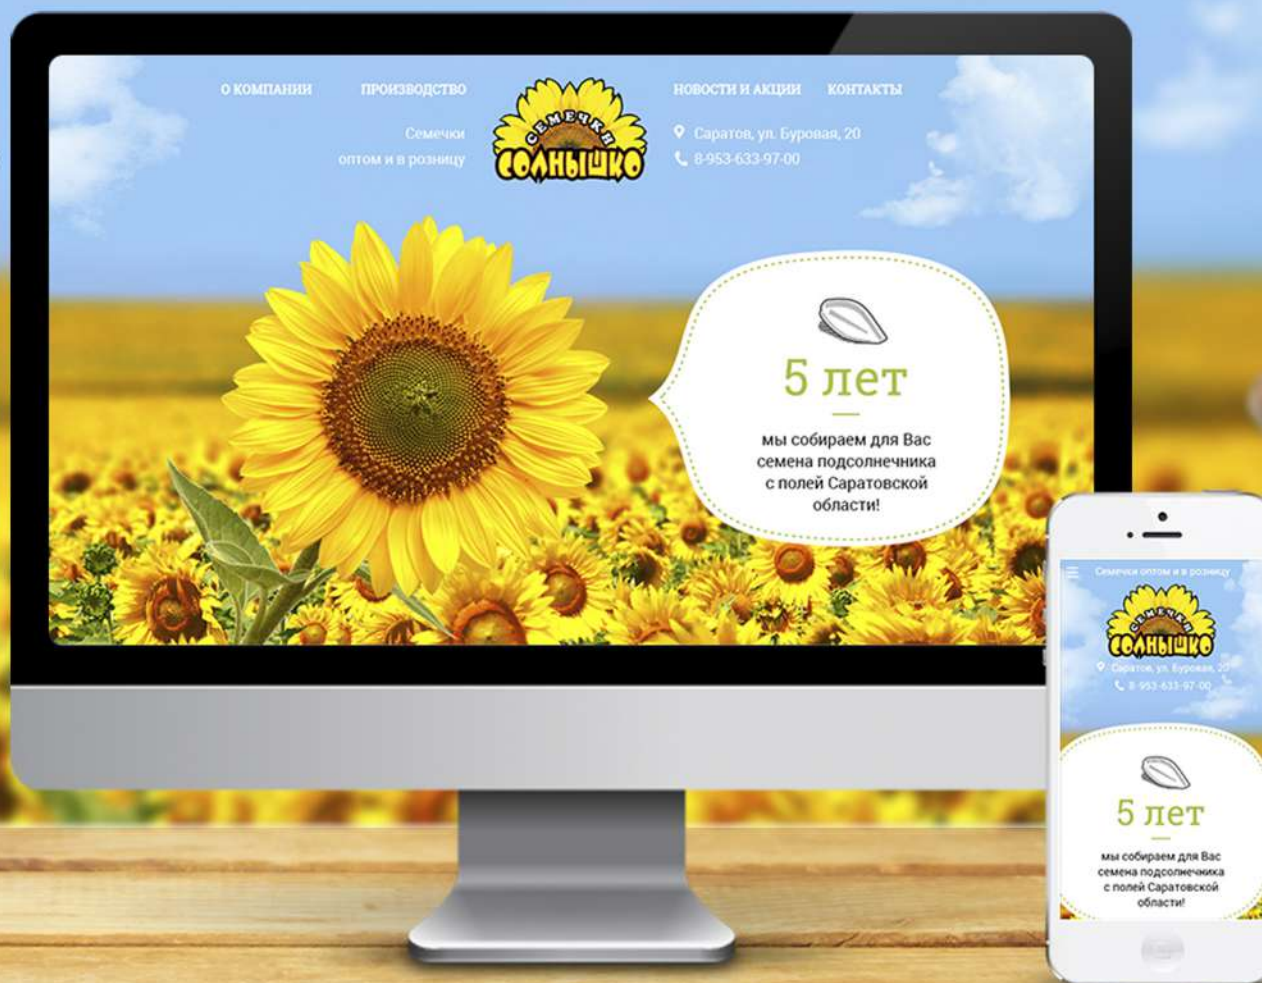 О КОМПАНИИ ПРОИЗВОДСТВО НОВОСТИ И АКЦИИ КОНТАКТЫ
Семечки
оптом и в розницу
СЕМЕЧКИ
СОЛНЫШКО
Саратов, ул. Буровая, 20
8-953-633-97-00
5 лет
мы собираем для Вас
семена подсолнечника
с полей Саратовской
области!
Семечки оптом и в розницу
СЕМЕЧКИ
СОЛНЫШКО
Саратов, ул. Буровая, 20
8-953-633-97-00
5 лет
мы собираем для Вас
семена подсолнечника
с полей Саратовской
области!